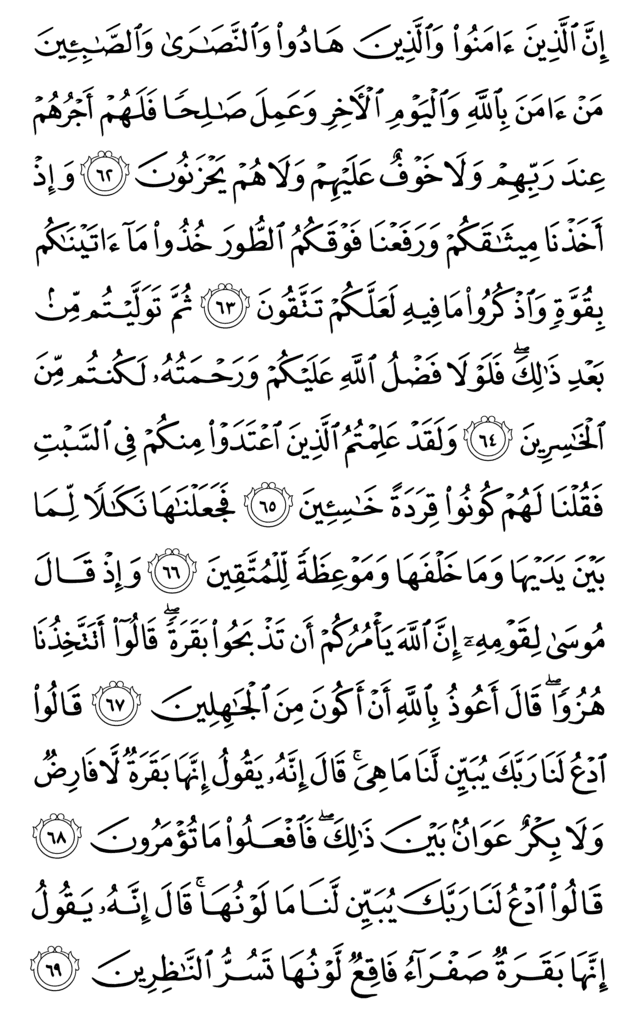 إِنَّ ٱلَّذِينَ ءَامَنُوا۟ وَٱلَّذِينَ هَادُوا۟ وَٱلنَّصَٰرَىٰ وَٱلصَّٰبِـِٔينَ
مَنْ ءَامَنَ بِٱللَّهِ وَٱلْيَوْمِ ٱلْـَٔاخِرِ وَعَمِلَ صَٰلِحًا فَلَهُمْ أَجْرُهُمْ
عِندَ رَبِّهِمْ وَلَا خَوْفٌ عَلَيْهِمْ وَلَا هُمْ يَحْزَنُونَ ٦٢ وَإِذْ
أَخَذْنَا مِيثَٰقَكُمْ وَرَفَعْنَا فَوْقَكُمُ ٱلطُّورَ خُذُوا۟ مَآ ءَاتَيْنَٰكُم
بِقُوَّةٍ وَٱذْكُرُوا۟ مَا فِيهِ لَعَلَّكُمْ تَتَّقُونَ ٦٣ ثُمَّ تَوَلَّيْتُم مِّنۢ
بَعْدِ ذَٰلِكَ ۖ فَلَوْلَا فَضْلُ ٱللَّهِ عَلَيْكُمْ وَرَحْمَتُهُۥ لَكُنتُم مِّنَ
ٱلْخَٰسِرِينَ ٦٤ وَلَقَدْ عَلِمْتُمُ ٱلَّذِينَ ٱعْتَدَوْا۟ مِنكُمْ فِى ٱلسَّبْتِ
فَقُلْنَا لَهُمْ كُونُوا۟ قِرَدَةً خَٰسِـِٔينَ ٦٥ فَجَعَلْنَٰهَا نَكَٰلًا لِّمَا
بَيْنَ يَدَيْهَا وَمَا خَلْفَهَا وَمَوْعِظَةً لِّلْمُتَّقِينَ ٦٦ وَإِذْ قَالَ
مُوسَىٰ لِقَوْمِهِۦٓ إِنَّ ٱللَّهَ يَأْمُرُكُمْ أَن تَذْبَحُوا۟ بَقَرَةً ۖ قَالُوٓا۟ أَتَتَّخِذُنَا
هُزُوًا ۖ قَالَ أَعُوذُ بِٱللَّهِ أَنْ أَكُونَ مِنَ ٱلْجَٰهِلِينَ ٦٧ قَالُوا۟
ٱدْعُ لَنَا رَبَّكَ يُبَيِّن لَّنَا مَا هِىَ ۚ قَالَ إِنَّهُۥ يَقُولُ إِنَّهَا بَقَرَةٌ لَّا فَارِضٌ
وَلَا بِكْرٌ عَوَانٌۢ بَيْنَ ذَٰلِكَ ۖ فَٱفْعَلُوا۟ مَا تُؤْمَرُونَ ٦٨
قَالُوا۟ ٱدْعُ لَنَا رَبَّكَ يُبَيِّن لَّنَا مَا لَوْنُهَا ۚ قَالَ إِنَّهُۥ يَقُولُ
إِنَّهَا بَقَرَةٌ صَفْرَآءُ فَاقِعٌ لَّوْنُهَا تَسُرُّ ٱلنَّٰظِرِينَ ٦٩